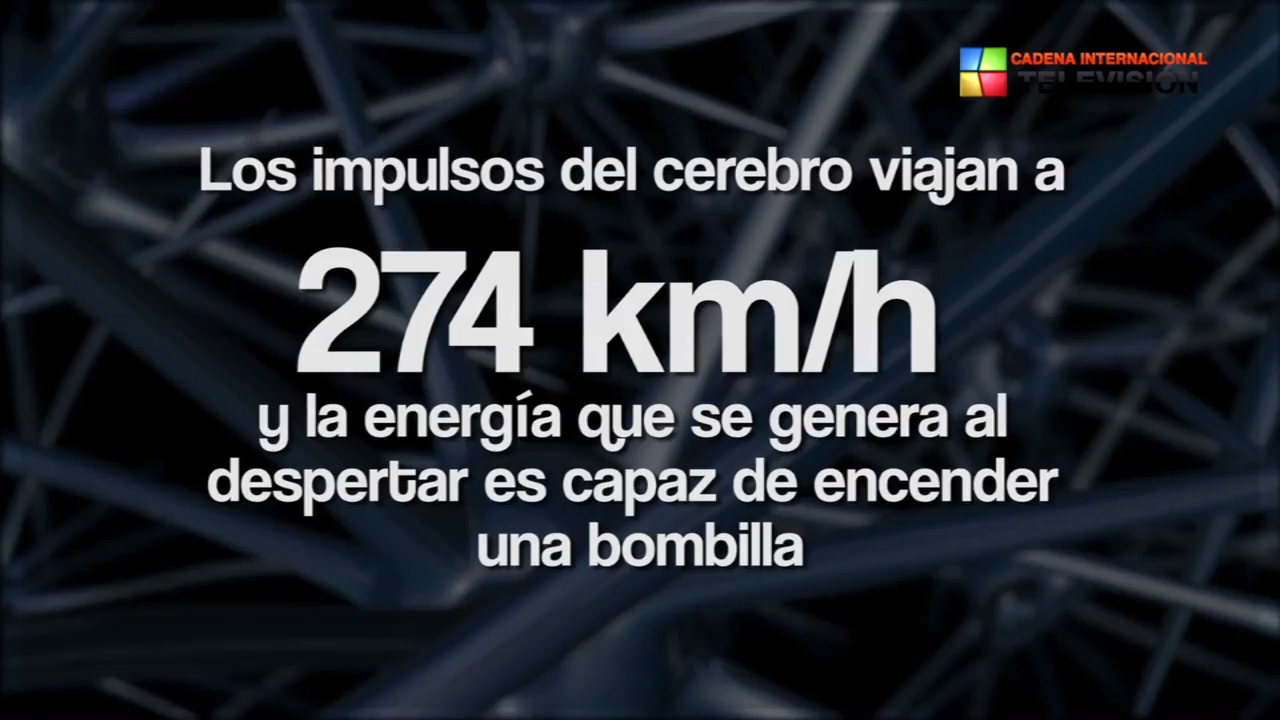 CADENA INTERNACIONAL
TELEVISIÓN
Los impulsos del cerebro viajan a
274 km/h
y la energía que se genera al
despertar es capaz de encender
una bombilla